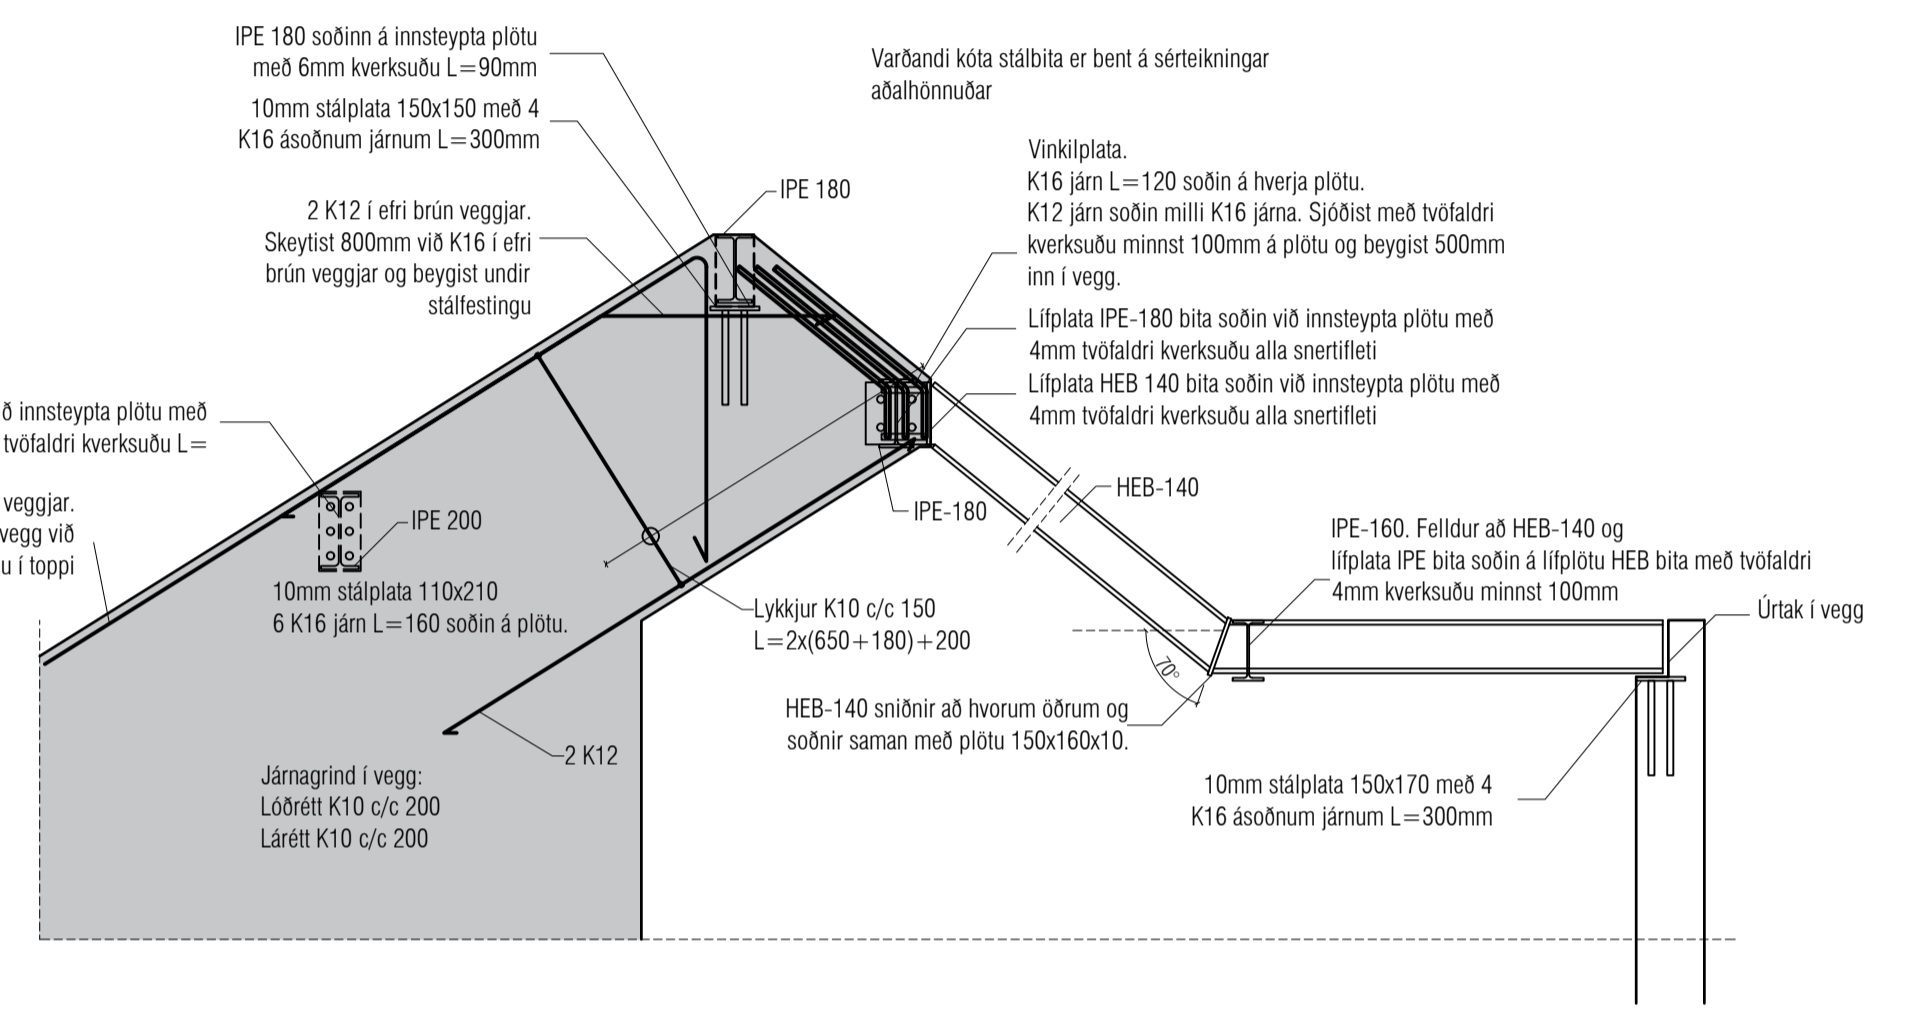 IPE 180 soðinn á innsteypta plötu
með 6mm kverksuðu L=90mm
10mm stálplata 150x150 með 4
K16 ásoðnum járnum L=300mm
2 K12 í efri brún veggjar.
Skeytist 800mm við K16 í efri
brún veggjar og beygist undir
stálfestingu
IPE 180
Varðandi kóta stálbita er bent á sérteikningar
aðalhönnuðar
Vinkilplata.
K16 járn L=120 soðin á hverja plötu.
K12 járn soðin milli K16 járna. Sjóðist með tvöfaldri
kverksuðu minnst 100mm á plötu og beygist 500mm
inn í vegg.
Lífplata IPE-180 bita soðin við innsteypta plötu með
4mm tvöfaldri kverksuðu alla snertifleti
Lífplata HEB 140 bita soðin við innsteypta plötu með
4mm tvöfaldri kverksuðu alla snertifleti
ð innsteypta plötu með
tvöfaldri kverksuðu L=
veggjar.
vegg við
u í toppi
IPE 200
10mm stálplata 110x210
6 K16 járn L=160 soðin á plötu.
IPE-180
HEB-140
IPE-160. Felldur að HEB-140 og
lífplata IPE bita soðin á lífplötu HEB bita með tvöfaldri
4mm kverksuðu minnst 100mm
Úrtak í vegg
Lykkjur K10 c/c 150
L=2x(650+180)+200
70°
HEB-140 sniðnir að hvorum öðrum og
soðnir saman með plötu 150x160x10.
2 K12
Járnagrind í vegg:
Lóðrétt K10 c/c 200
Lárétt K10 c/c 200
10mm stálplata 150x170 með 4
K16 ásoðnum járnum L=300mm